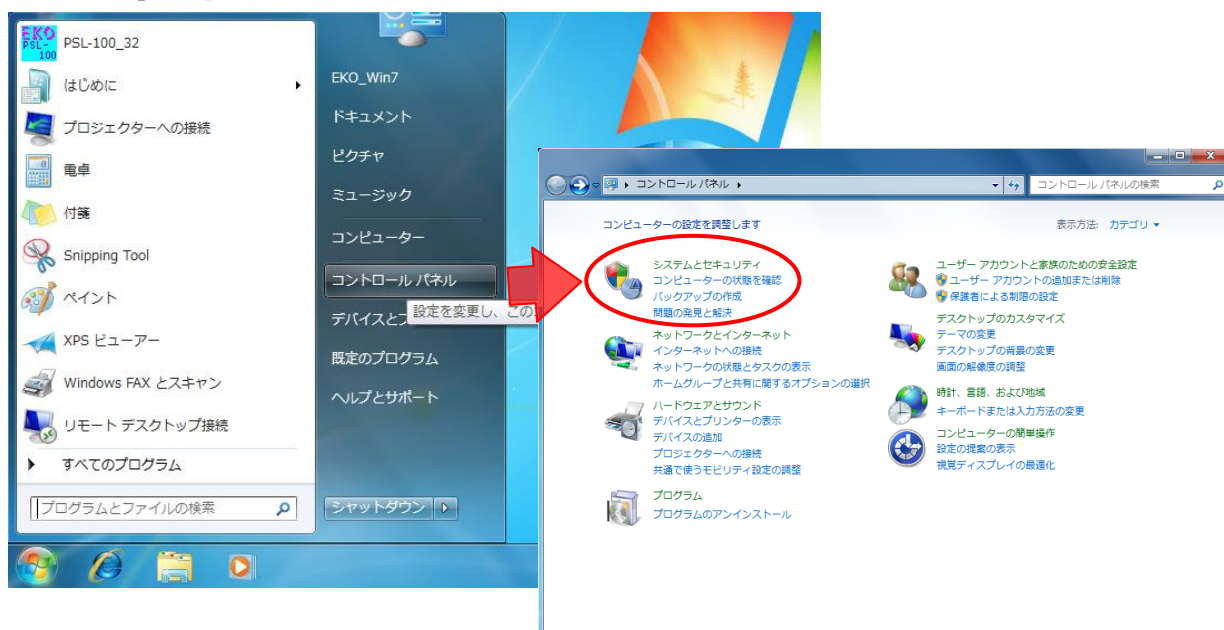 EKO
PSL-
100
PSL-100_32
はじめに
プロジェクターへの接続
電卓
付箋
Snipping Tool
ペイント
XPS ビューアー
Windows FAX とスキャン
リモート デスクトップ接続
すべてのプログラム
プログラムとファイルの検索
EKO_Win7
ドキュメント
ピクチャ
ミュージック
コンピューター
コントロール パネル
設定を変更し、この
デバイスとプ
既定のプログラム
ヘルプとサポート
シャットダウン
コントロール パネル
コントロール パネルの検索
コンピューターの設定を調整します
表示方法: カテゴリ
システムとセキュリティ
コンピューターの状態を確認
バックアップの作成
問題の発見と解決
ネットワークとインターネット
インターネットへの接続
ネットワークの状態とタスクの表示
ホームグループと共有に関するオプションの選択
ハードウェアとサウンド
デバイスとプリンターの表示
デバイスの追加
プロジェクターへの接続
共通で使うモビリティ設定の調整
プログラム
プログラムのアンインストール
ユーザー アカウントと家族のための安全設定
ユーザー アカウントの追加または削除
保護者による制限の設定
デスクトップのカスタマイズ
テーマの変更
デスクトップの背景の変更
画面の解像度の調整
時計、言語、および地域
キーボードまたは入力方法の変更
コンピューターの簡単操作
設定の提案の表示
視覚ディスプレイの最適化